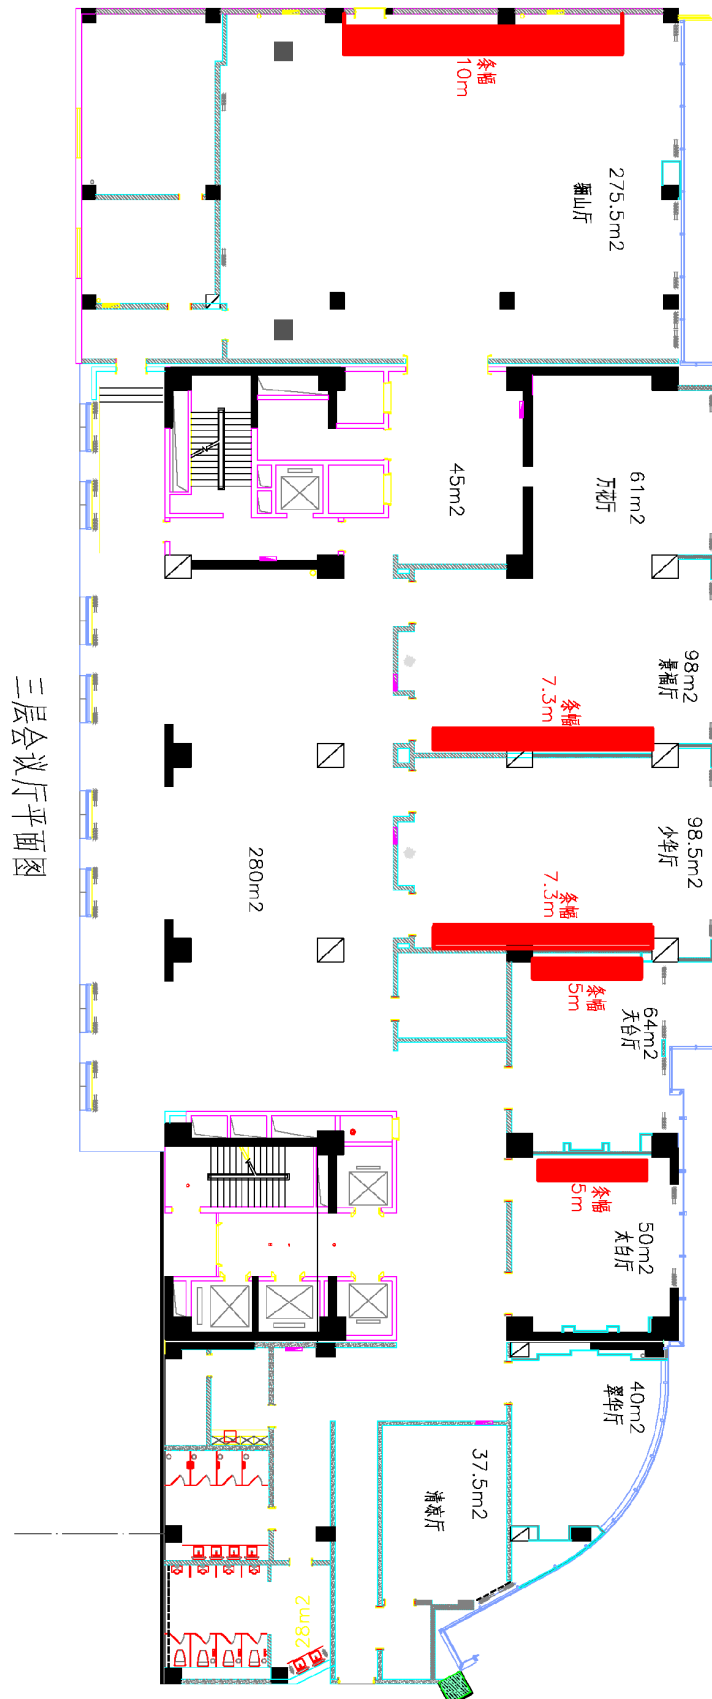 三层会议厅平面图
条幅
10m
275.5m2
骊山厅
45m2
61m2
万花厅
98m2
景福厅
条幅
7.3m
98.5m2
少华厅
条幅
7.3m
280m2
64m2
天台厅
条幅
5m
50m2
太白厅
条幅
5m
40m2
翠华厅
37.5m2
清凉厅
28m2